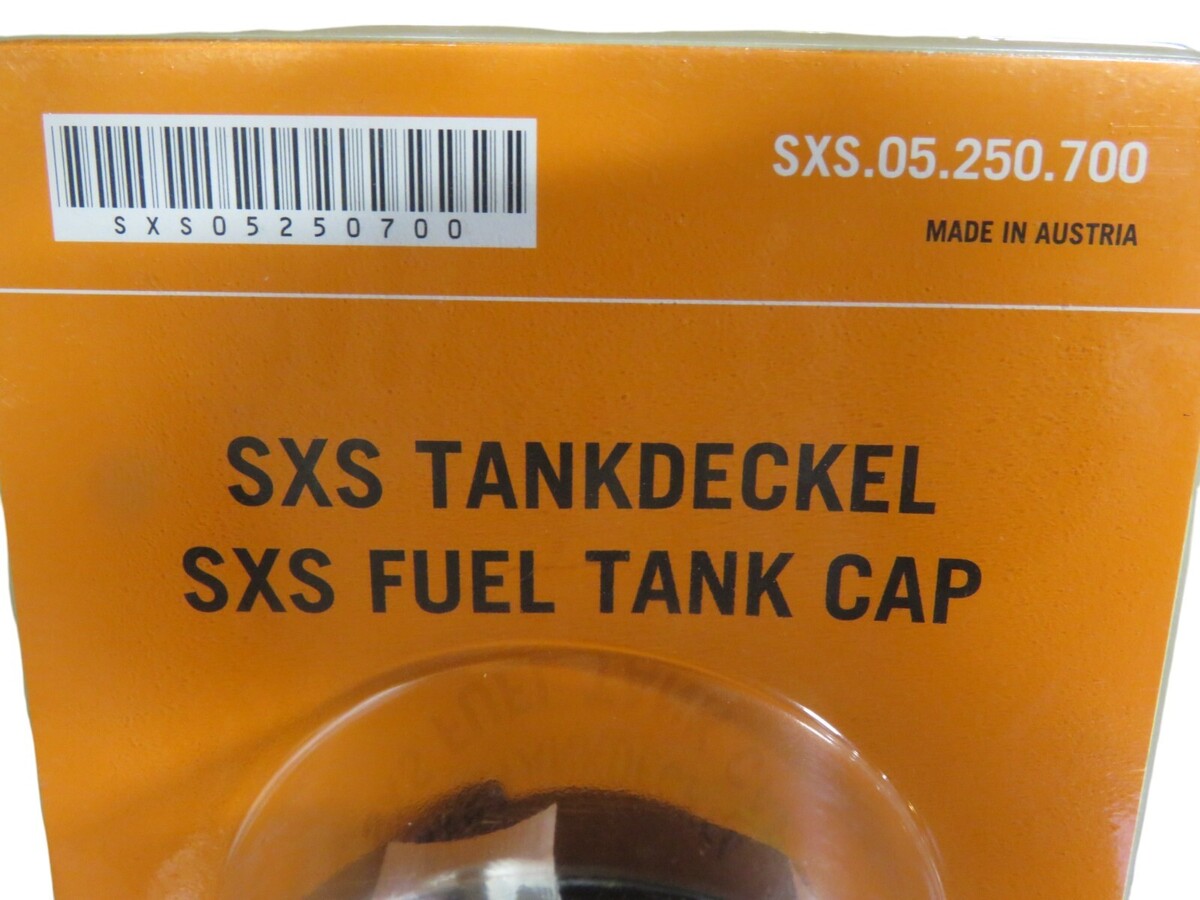 SXS05250700
SXS.05.250.700
MADE IN AUSTRIA
SXS TANKDECKEL
SXS FUEL TANK CAP